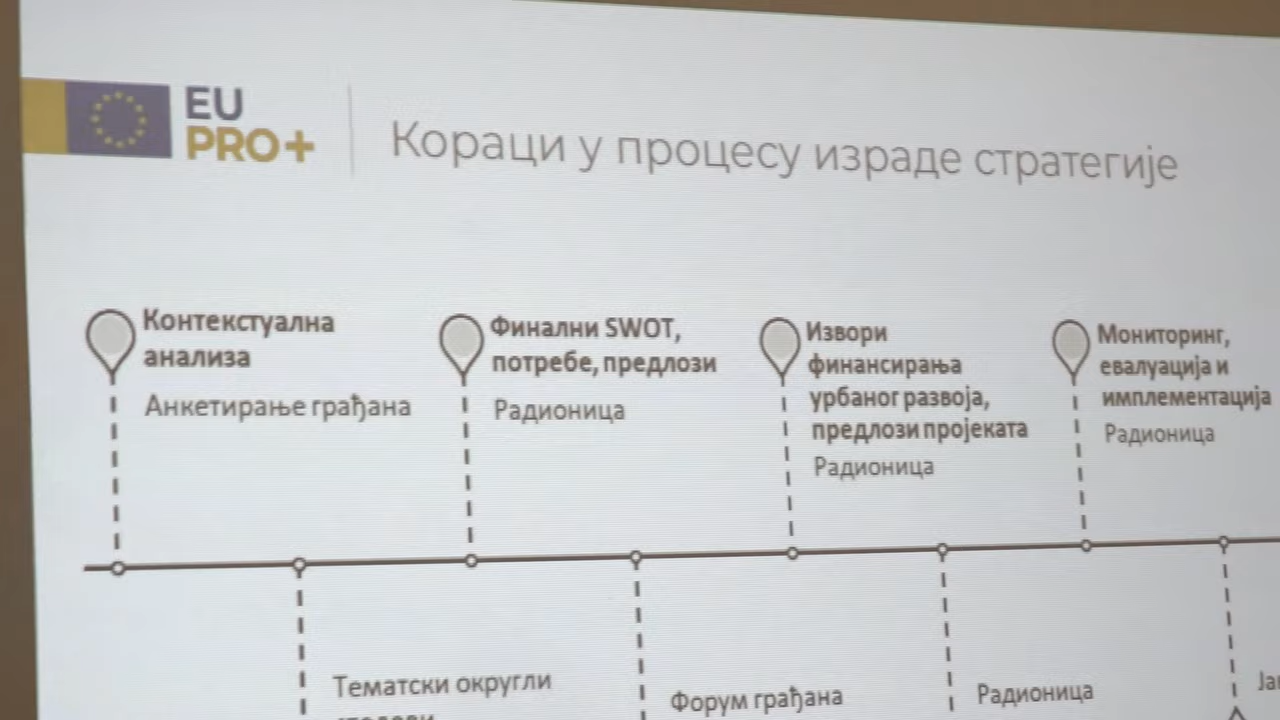 EU
PRO+
Кораци у процесу израде стратегије
Контекстуална
анализа
Анкетирање грађана
Финални SWOT,
потребе, предлози
Радионица
Извори
финансирања
урбаног развоја,
предлози пројеката
Радионица
Мониторинг,
евалуација и
имплементација
Радионица
Тематски округли
Форум грађана
Радионица